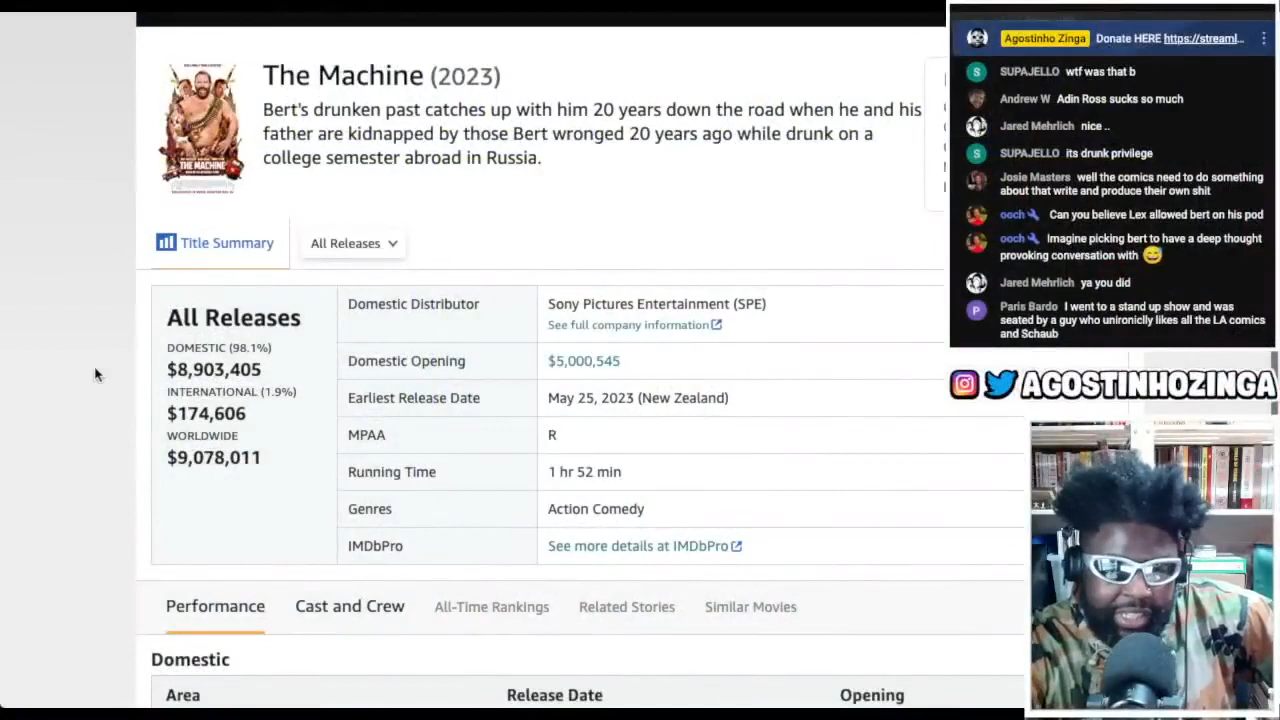 The Machine (2023)
Bert's drunken past catches up with him 20 years down the road when he and his
father are kidnapped by those Bert wronged 20 years ago while drunk on a
college semester abroad in Russia.
THE MACHINE
Title Summary
All Releases
All Releases
DOMESTIC (98.1%)
$8,903,405
INTERNATIONAL (1.9%)
$174,606
WORLDWIDE
$9,078,011
Domestic Distributor
Sony Pictures Entertainment (SPE)
See full company information
Domestic Opening
$5,000,545
Earliest Release Date
May 25, 2023 (New Zealand)
MPAA
R
Running Time
1 hr 52 min
Genres
Action Comedy
IMDbPro
See more details at IMDbPro
Performance
Cast and Crew
All-Time Rankings
Related Stories
Similar Movies
Domestic
Area
Release Date
Opening
Agostinho Zinga Donate HERE https://streaml...
S SUPAJELLO wtf was that b
Andrew W Adin Ross sucks so much
Jared Mehrlich nice ..
S SUPAJELLO its drunk privilege
Josie Masters well the comics need to do something
about that write and produce their own shit
ooch Can you believe Lex allowed bert on his pod
ooch Imagine picking bert to have a deep thought
provoking conversation with 😅
Jared Mehrlich ya you did
P Paris Bardo I went to a stand up show and was
seated by a guy who unironiclly likes all the LA comics
and Schaub
AGOSTINHOZINGA